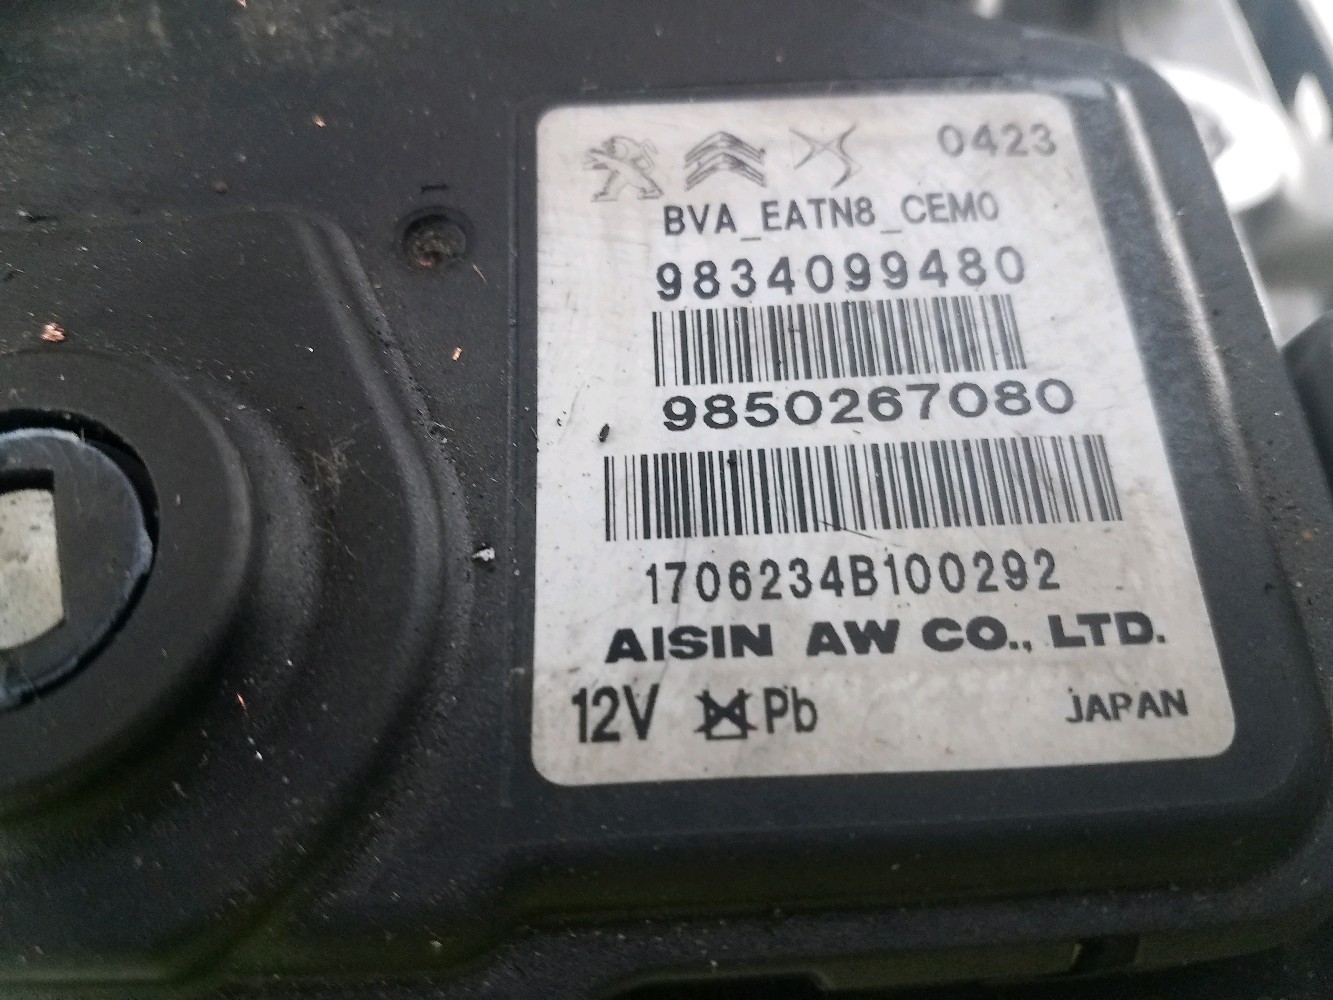 0423
BVA_EATN8_CEM0
9834099480
9850267080
1706234B100292
AISIN AW CO., LTD.
12V Pb JAPAN